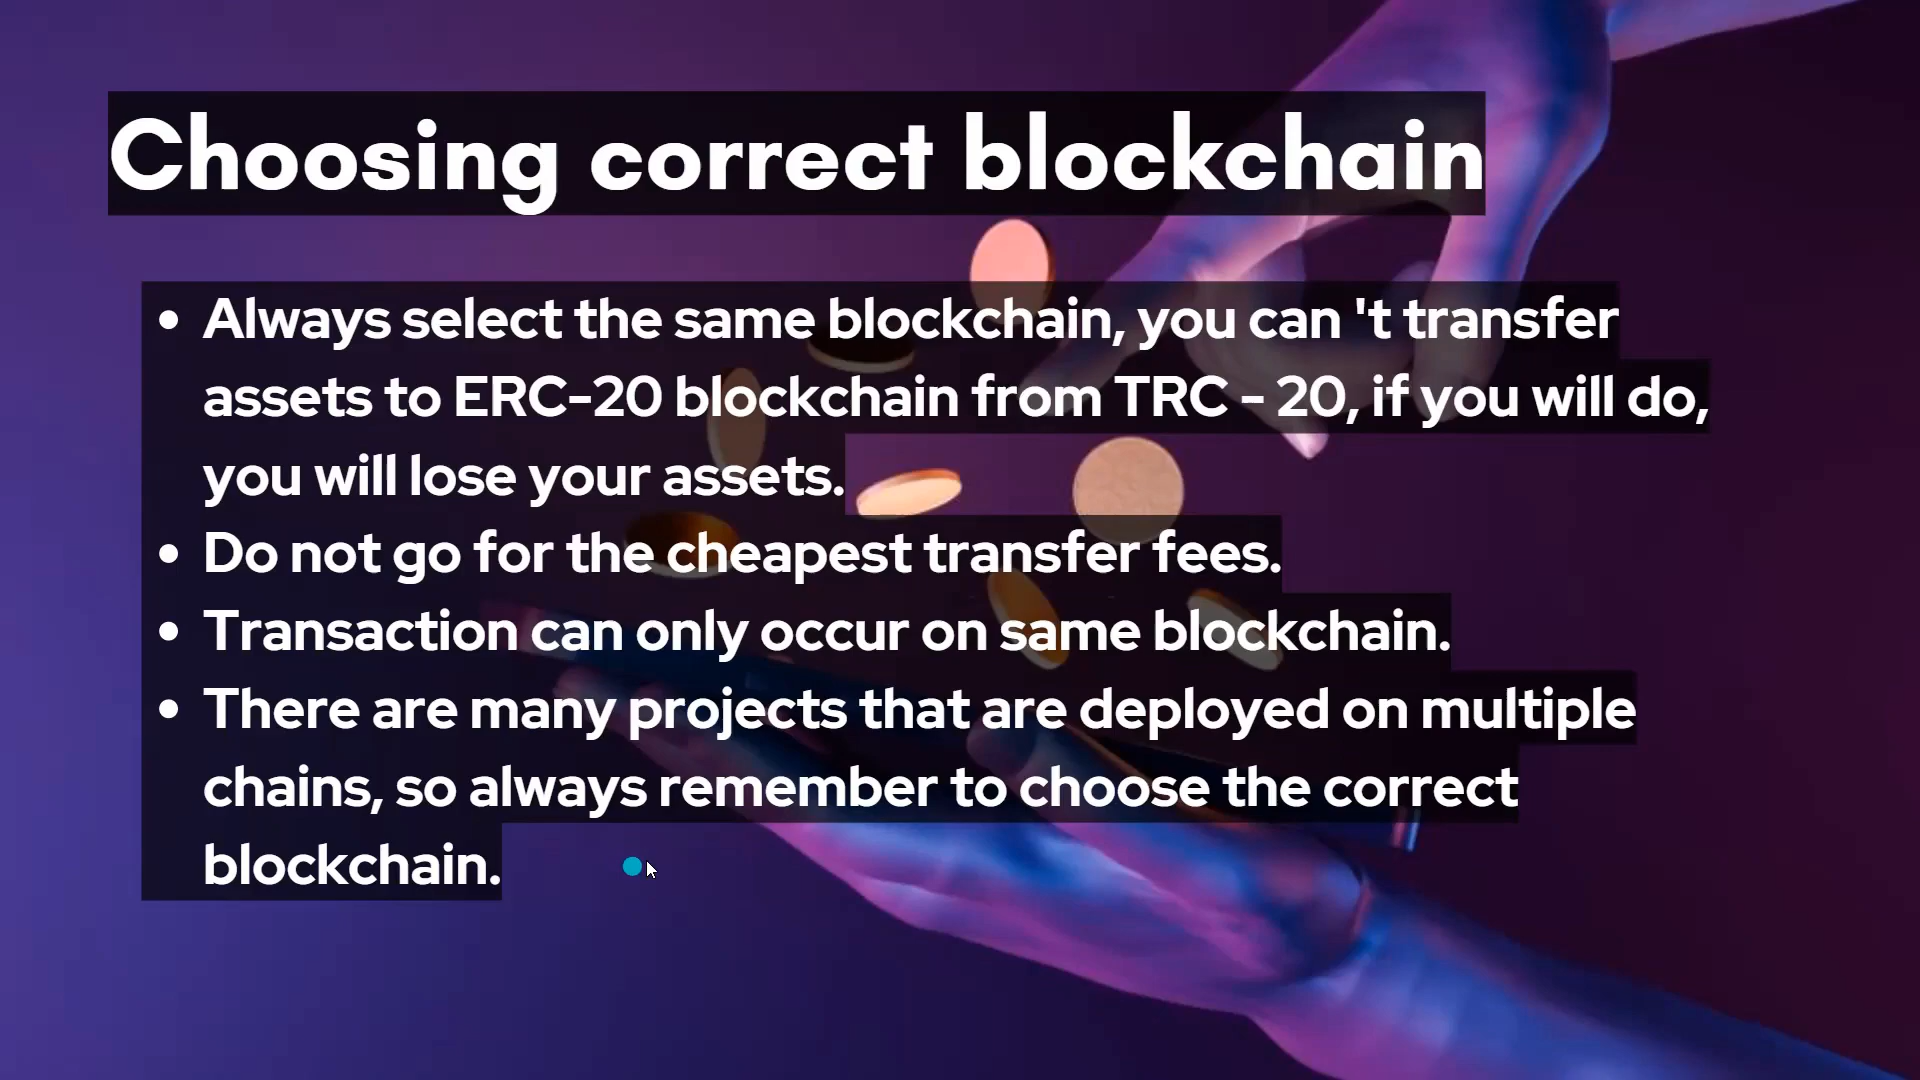 Choosing correct blockchain
• Always select the same blockchain, you can 't transfer
assets to ERC-20 blockchain from TRC - 20, if you will do,
you will lose your assets.
• Do not go for the cheapest transfer fees.
• Transaction can only occur on same blockchain.
• There are many projects that are deployed on multiple
chains, so always remember to choose the correct
blockchain.